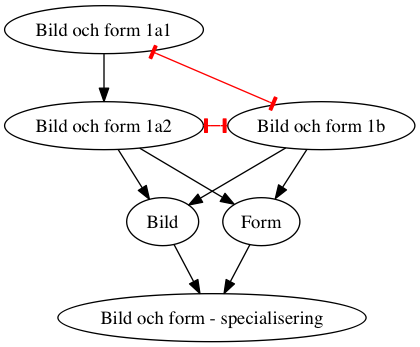 Bild och form 1a1
Bild och form 1a2
Bild och form 1b
Bild
Form
Bild och form - specialisering